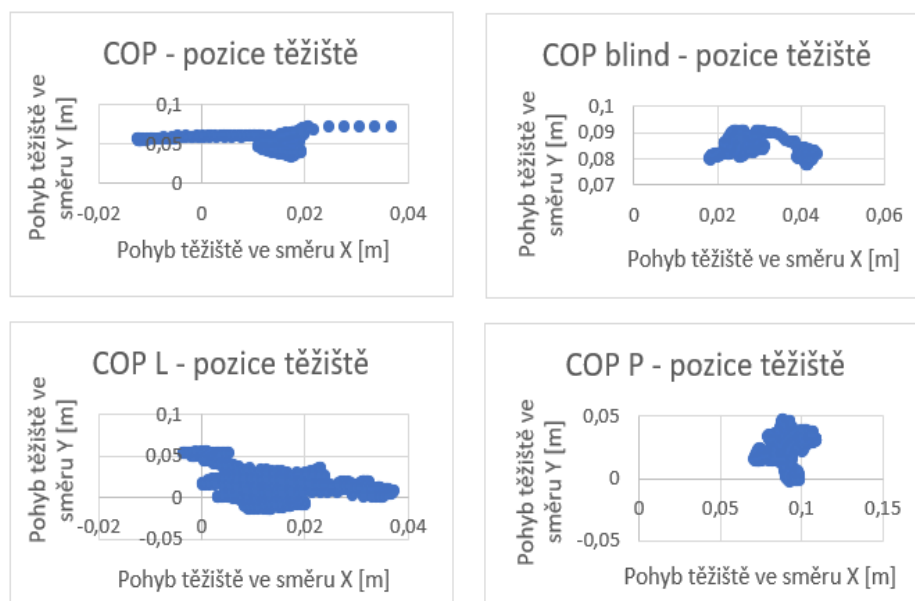 COP - pozice těžiště
Pohyb těžiště ve
směru Y [m]
0,1
0,05
0
-0,02
0
0,02
0,04
Pohyb těžiště ve směru X [m]
COP blind - pozice těžiště
Pohyb těžiště ve
směru Y [m]
0,1
0,09
0,08
0,07
0
0,02
0,04
0,06
Pohyb těžiště ve směru X [m]
COP L - pozice těžiště
Pohyb těžiště ve
směru Y [m]
0,1
0,05
0
-0,05
-0,02
0
0,02
0,04
Pohyb těžiště ve směru X [m]
COP P - pozice těžiště
Pohyb těžiště ve
směru Y [m]
0,05
0
-0,05
0
0,05
0,1
0,15
Pohyb těžiště ve směru X [m]